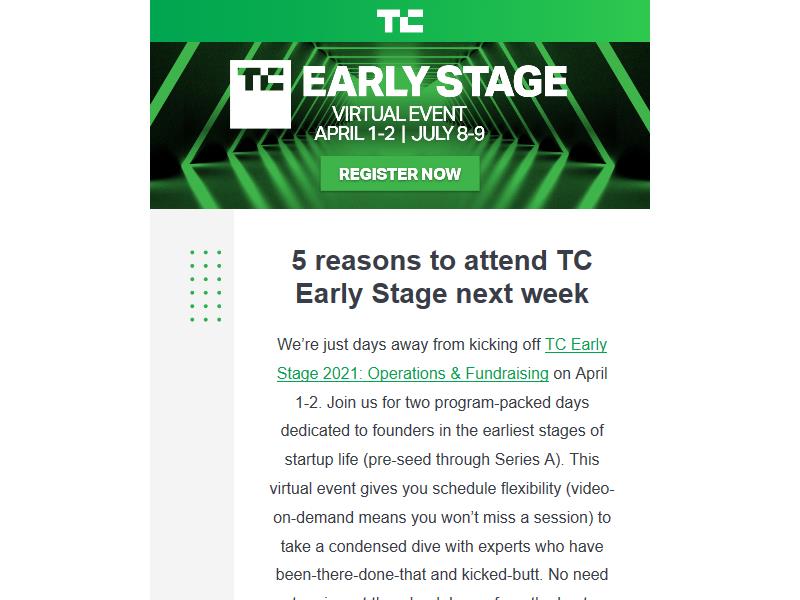 TC
TC
EARLY STAGE
VIRTUAL EVENT
APRIL 1-2 | JULY 8-9
REGISTER NOW
5 reasons to attend TC
Early Stage next week
We’re just days away from kicking off TC Early
Stage 2021: Operations & Fundraising on April
1-2. Join us for two program-packed days
dedicated to founders in the earliest stages of
startup life (pre-seed through Series A). This
virtual event gives you schedule flexibility (video-
on-demand means you won’t miss a session) to
take a condensed dive with experts who have
been-there-done-that and kicked-butt. No need